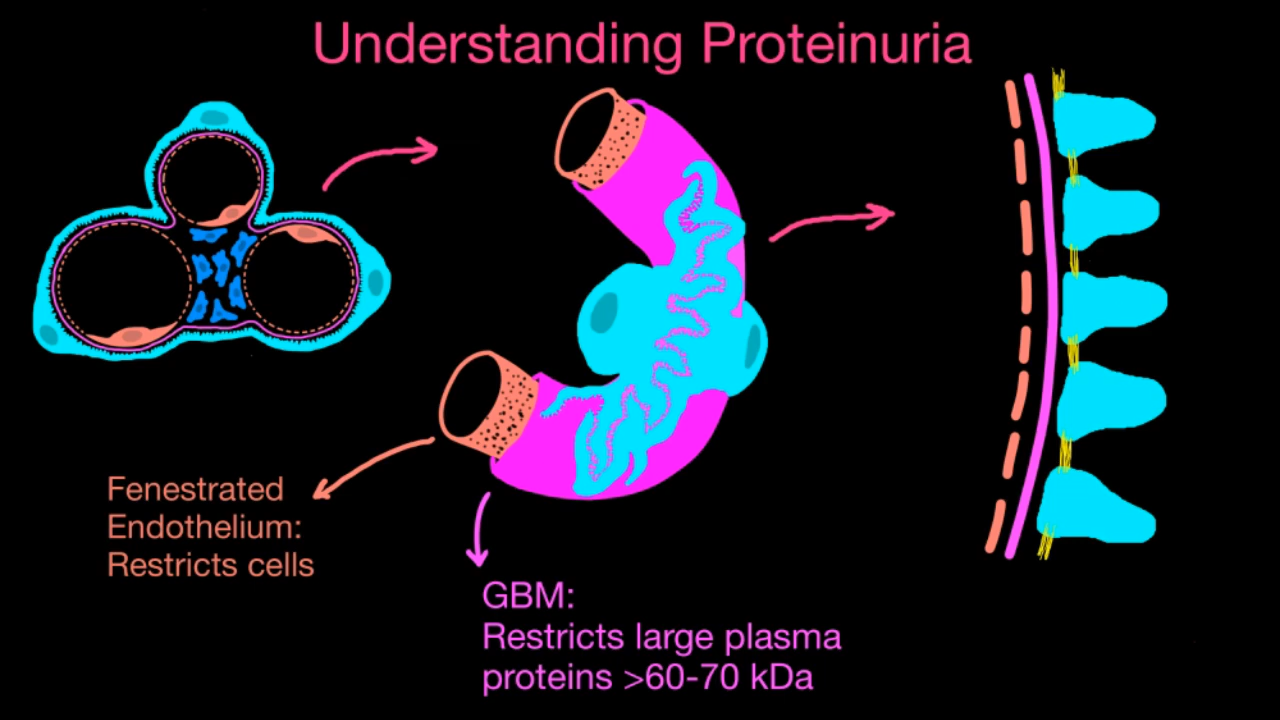 Understanding Proteinuria
Fenestrated
Endothelium:
Restricts cells
GBM:
Restricts large plasma
proteins >60-70 kDa